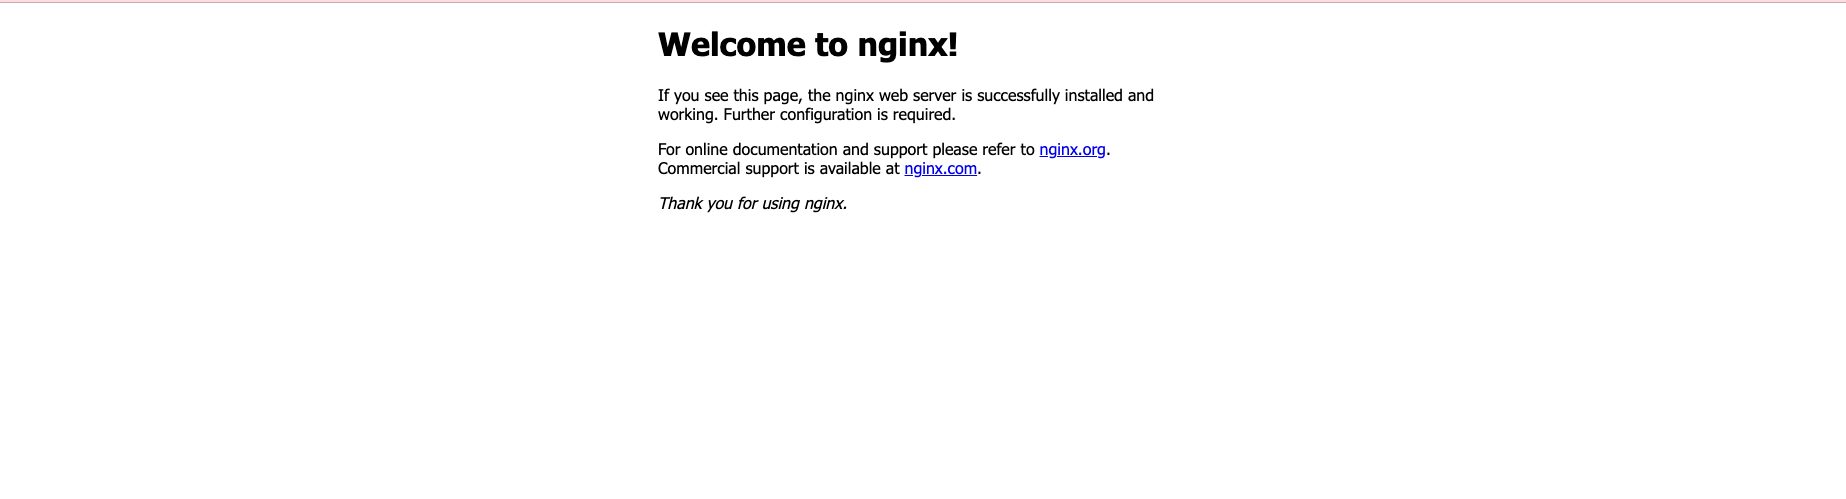 Welcome to nginx!
If you see this page, the nginx web server is successfully installed and
working. Further configuration is required.
For online documentation and support please refer to nginx.org.
Commercial support is available at nginx.com.
Thank you for using nginx.